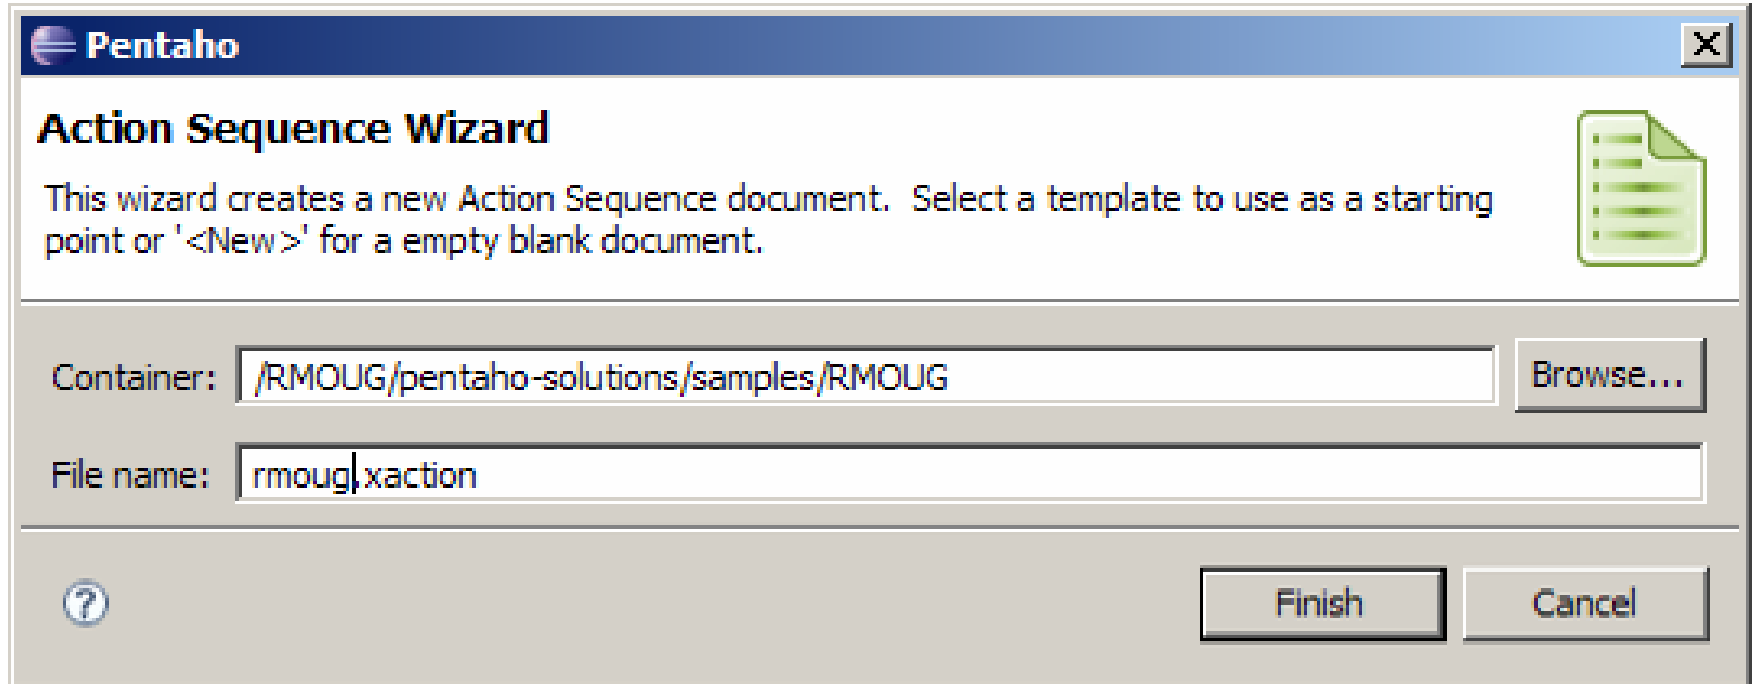 Pentaho
Action Sequence Wizard
This wizard creates a new Action Sequence document.  Select a template to use as a starting
point or '<New>' for a empty blank document.
Container: /RMOUG/pentaho-solutions/samples/RMOUG Browse...
File name: rmoug.xaction
Finish Cancel